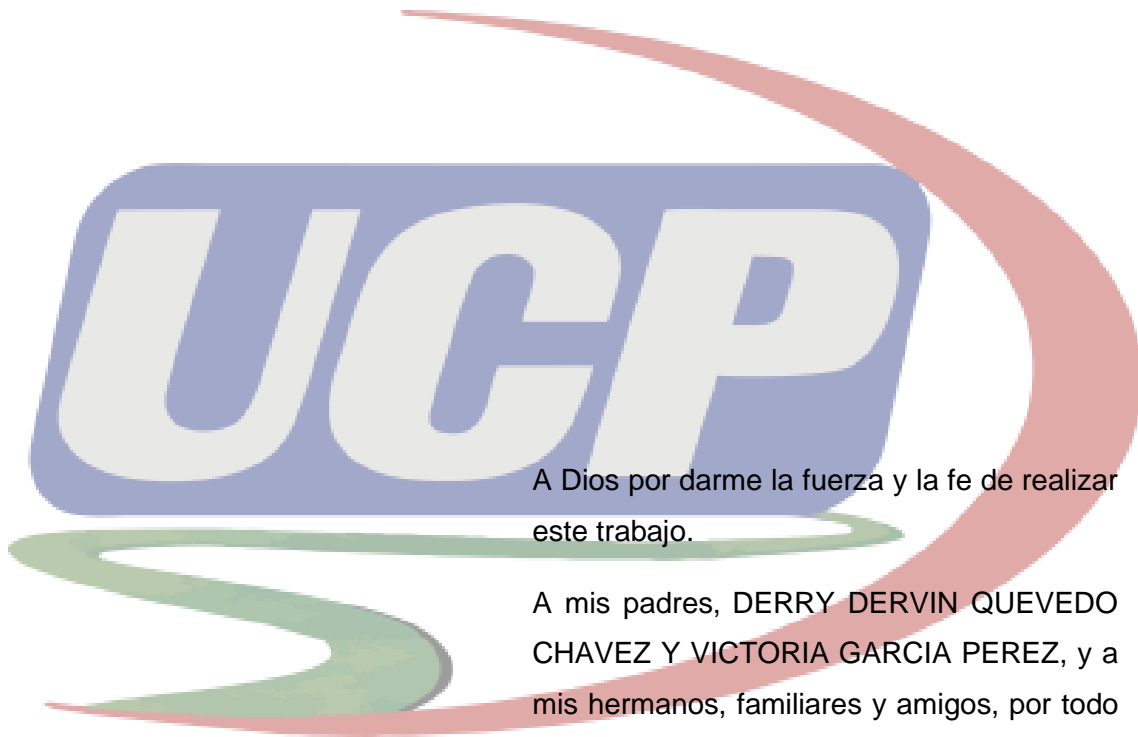 UCP
A Dios por darme la fuerza y la fe de realizar
este trabajo.
A mis padres, DERRY DERVIN QUEVEDO
CHAVEZ Y VICTORIA GARCIA PEREZ, y a
mis hermanos, familiares y amigos, por todo